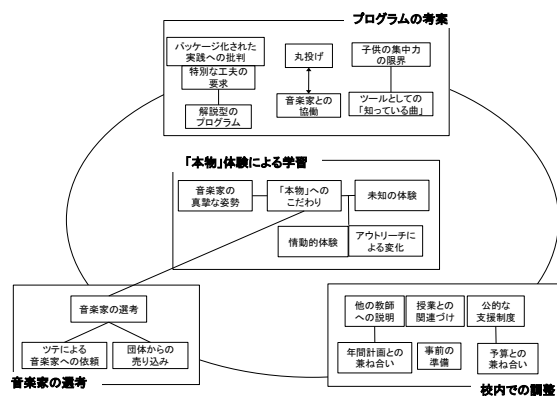 プログラムの考案
パッケージ化された
実践への批判
特別な工夫の
要求
解説型の
プログラム
丸投げ
音楽家との
協働
子供の集中力
の限界
ツールとしての
「知っている曲」
「本物」体験による学習
音楽家の
真摯な姿勢
「本物」への
こだわり
未知の体験
情動的体験
アウトリーチに
よる変化
音楽家の選考
ツテによる
音楽家への依頼
団体からの
売り込み
音楽家の選考
他の教師
への説明
授業との
関連づけ
公的な
支援制度
年間計画との
兼ね合い
事前の
準備
予算との
兼ね合い
校内での調整